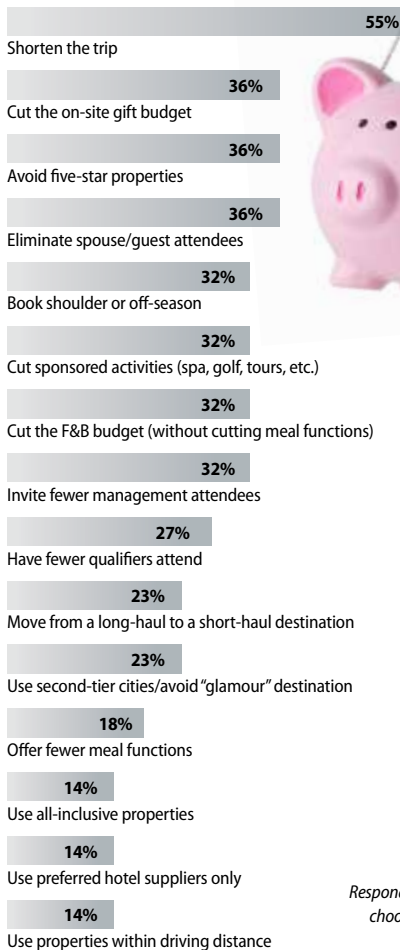 55%
Shorten the trip
36%
Cut the on-site gift budget
36%
Avoid five-star properties
36%
Eliminate spouse/guest attendees
32%
Book shoulder or off-season
32%
Cut sponsored activities (spa, golf, tours, etc.)
32%
Cut the F&B budget (without cutting meal functions)
32%
Invite fewer management attendees
27%
Have fewer qualifiers attend
23%
Move from a long-haul to a short-haul destination
23%
Use second-tier cities/avoid “glamour” destination
18%
Offer fewer meal functions
14%
Use all-inclusive properties
14%
Use preferred hotel suppliers only
14%
Use properties within driving distance